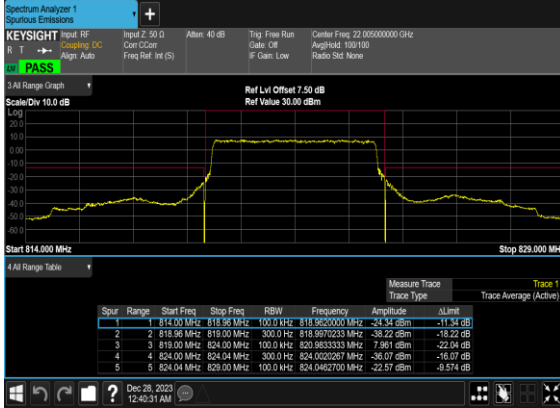 Spectrum Analyzer 1
Spurious Emissions
+
KEYSIGHT Input: RF Input Z: 50 Ω Atten: 40 dB Trig: Free Run Center Freq: 22.005000000 GHz
R T Coupling: DC Corr CCorr Gate: Off Avg|Hold: 100/100
Align: Auto Freq Ref: Int (S) IF Gain: Low Radio Std: None
PASS
3 All Range Graph
Ref Lvl Offset 7.50 dB
Scale/Div 10.0 dB Ref Value 30.00 dBm
Log
20.0
10.0
0.00
-10.0
-20.0
-30.0
-40.0
-50.0
-60.0
Start 814.000 MHz Stop 829.000 MH
4 All Range Table
Measure Trace Trace 1
Trace Type Trace Average (Active)
Spur Range Start Freq Stop Freq RBW Frequency Amplitude ΔLimit
1 1 814.00 MHz 818.96 MHz 100.0 kHz 818.9620000 MHz -24.34 dBm -11.34 dB
2 2 818.96 MHz 819.00 MHz 300.0 Hz 818.9970233 MHz -38.22 dBm -18.22 dB
3 3 819.00 MHz 824.00 MHz 100.0 kHz 820.9833333 MHz 7.961 dBm -22.04 dB
4 4 824.00 MHz 824.04 MHz 300.0 Hz 824.0020267 MHz -36.07 dBm -16.07 dB
5 5 824.04 MHz 829.00 MHz 100.0 kHz 824.0462700 MHz -22.57 dBm -9.574 dB
? Dec 28, 2023
12:40:31 AM